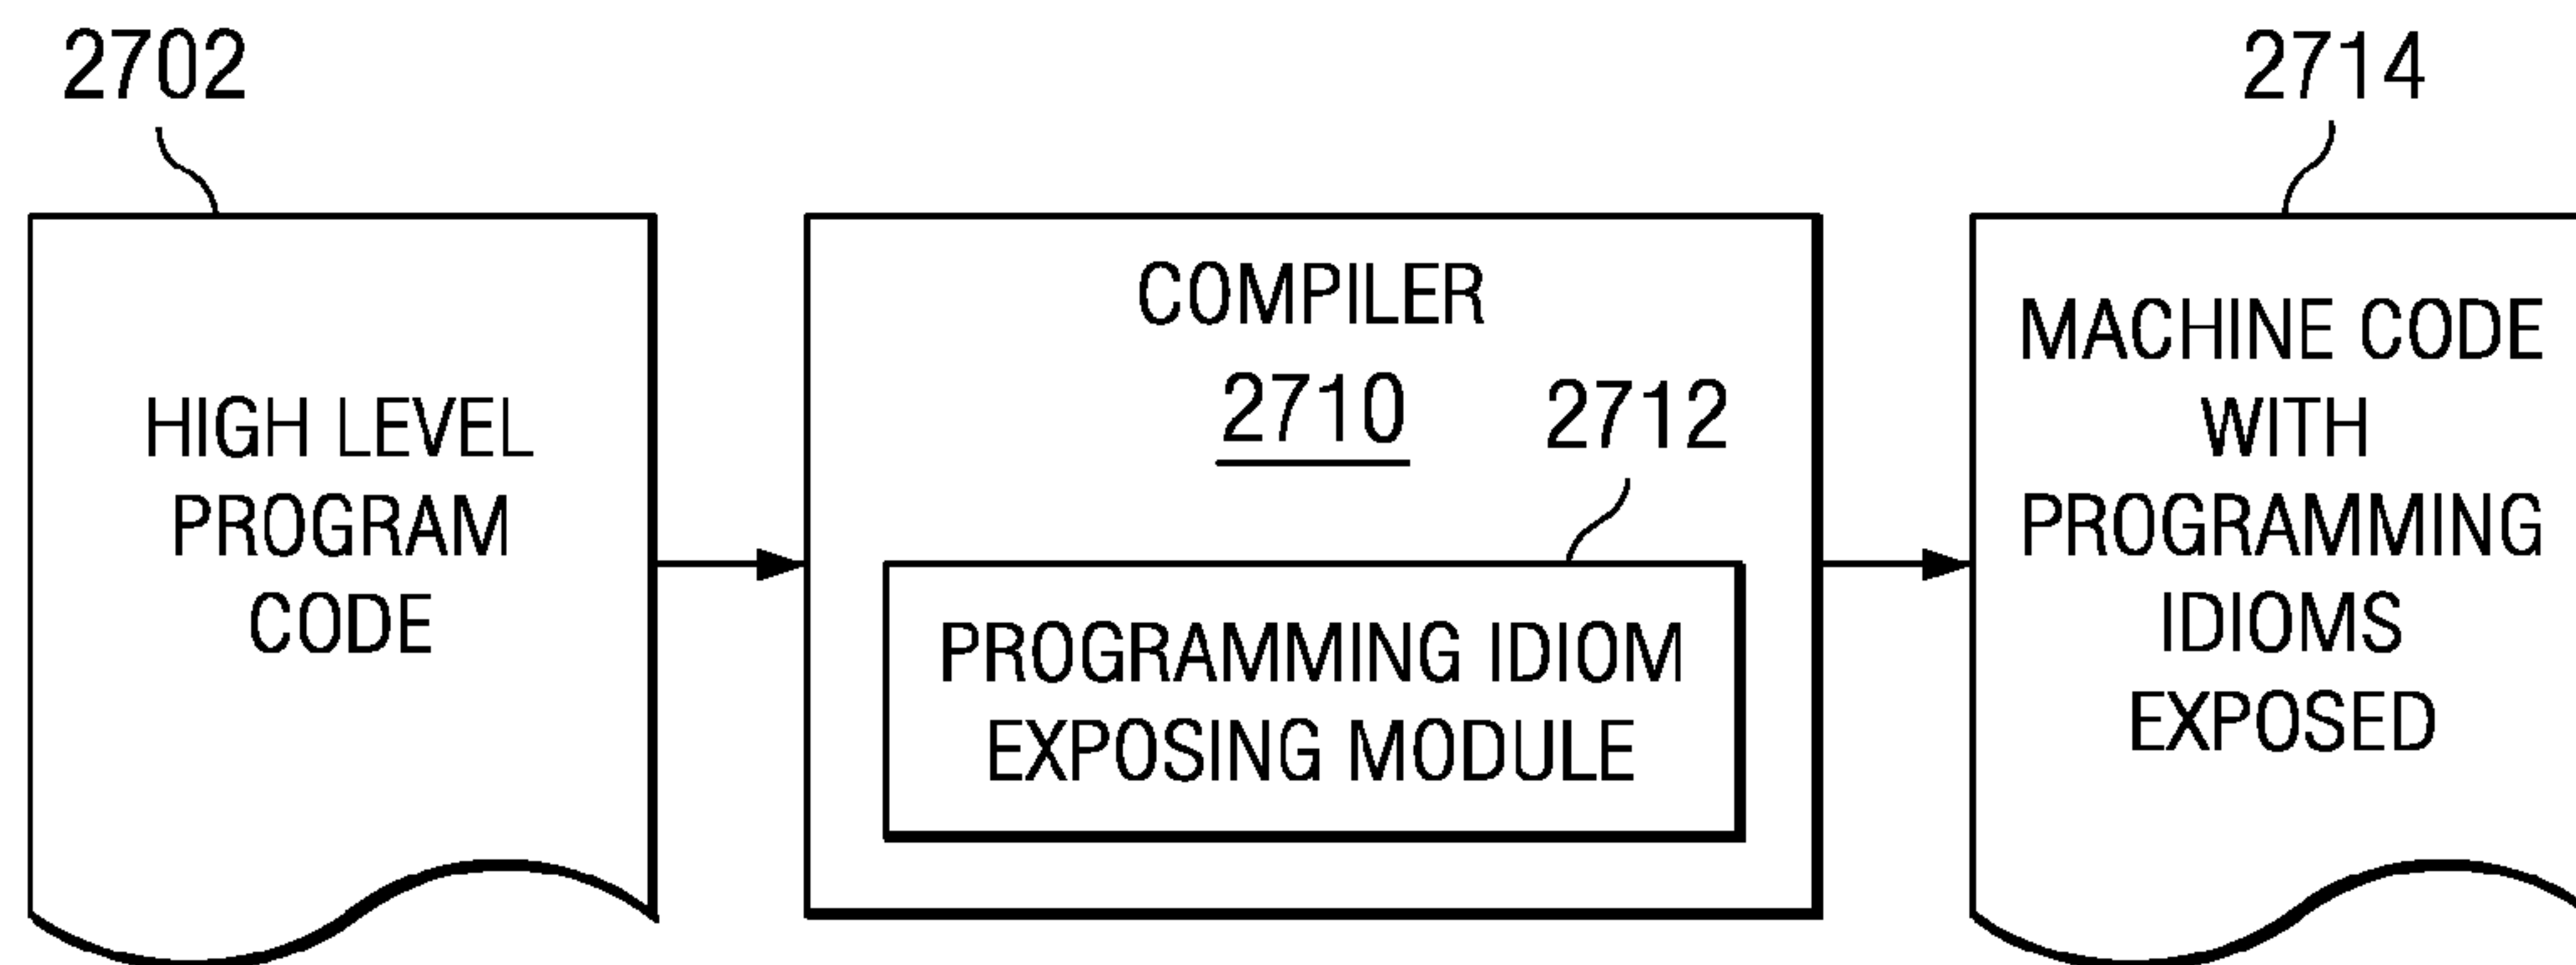 2702
HIGH LEVEL
PROGRAM
CODE
COMPILER
2710
2712
PROGRAMMING IDIOM
EXPOSING MODULE
2714
MACHINE CODE
WITH
PROGRAMMING
IDIOMS
EXPOSED